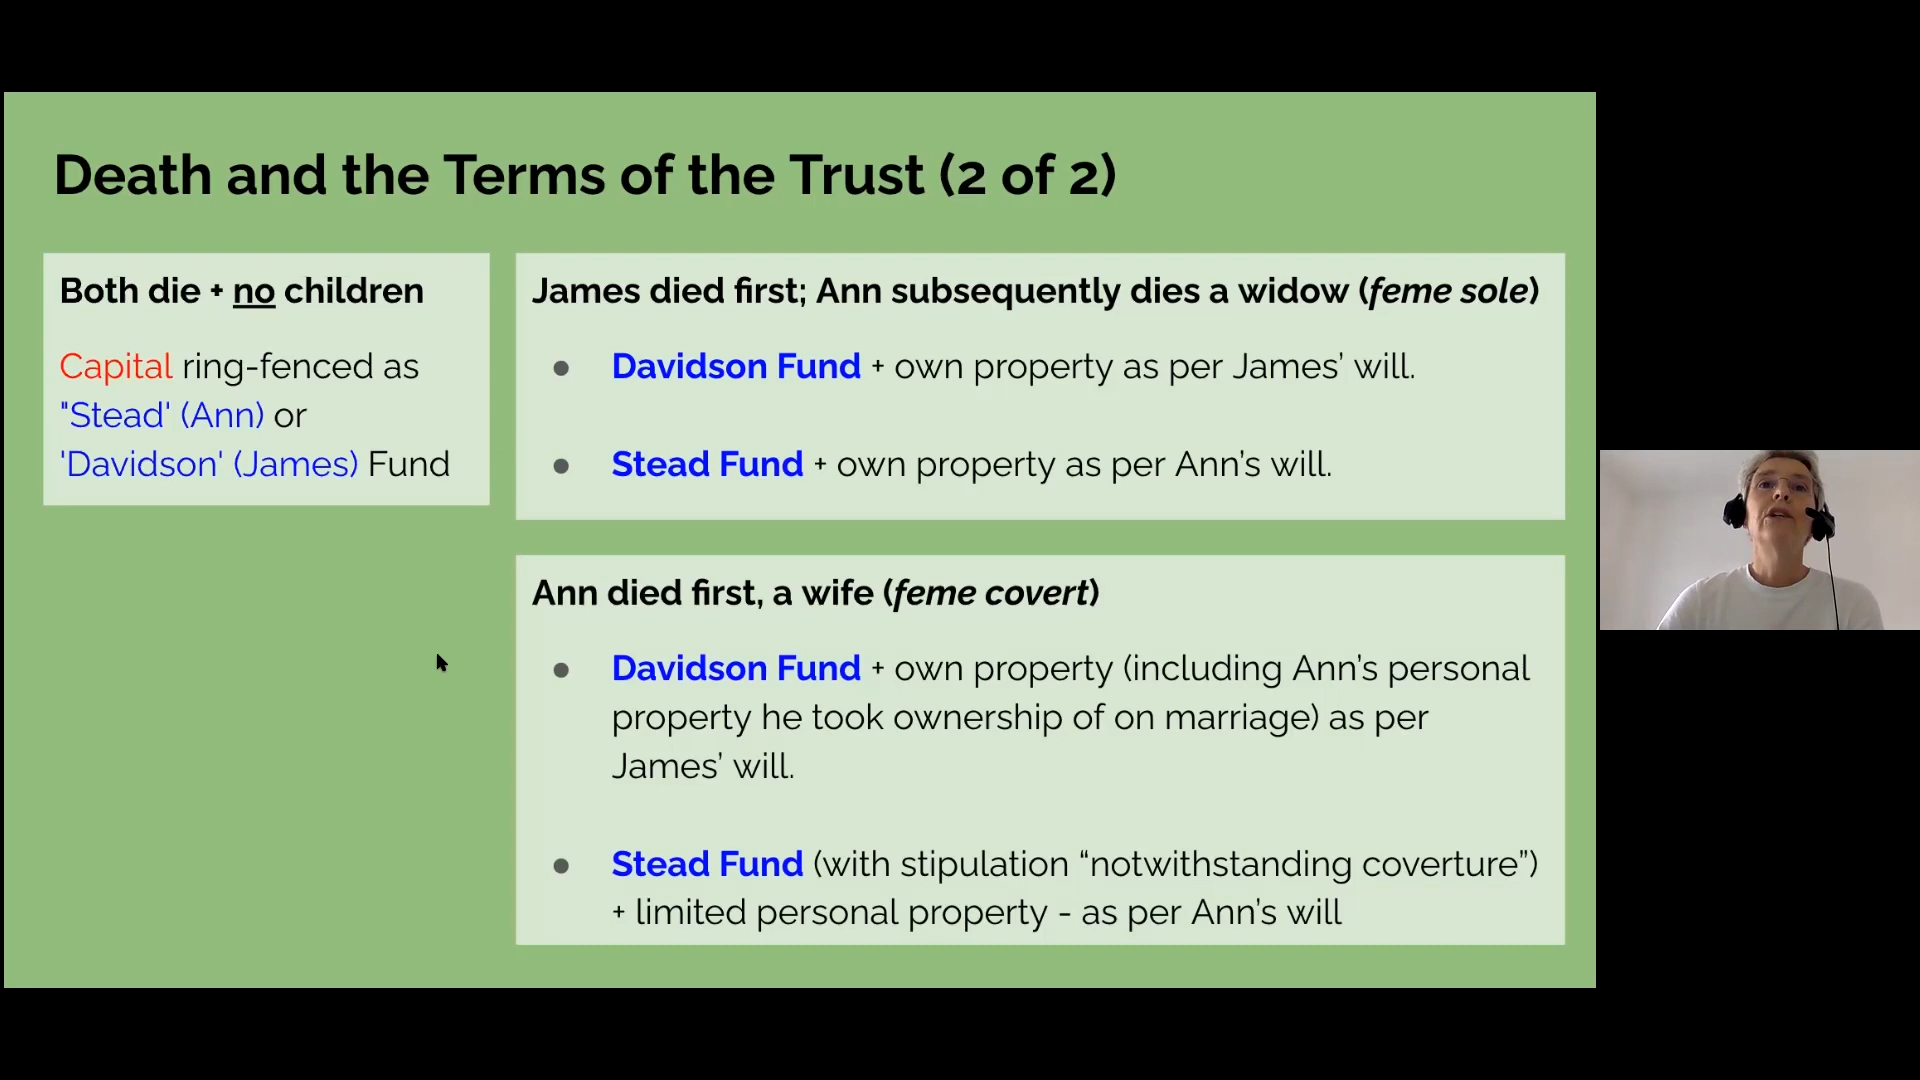 Death and the Terms of the Trust (2 of 2)
Both die + no children
Capital ring-fenced as
"Stead' (Ann) or
'Davidson' (James) Fund
James died first; Ann subsequently dies a widow (feme sole)
● Davidson Fund + own property as per James’ will.
● Stead Fund + own property as per Ann’s will.
Ann died first, a wife (feme covert)
● Davidson Fund + own property (including Ann’s personal
property he took ownership of on marriage) as per
James’ will.
● Stead Fund (with stipulation “notwithstanding coverture”)
+ limited personal property - as per Ann’s will